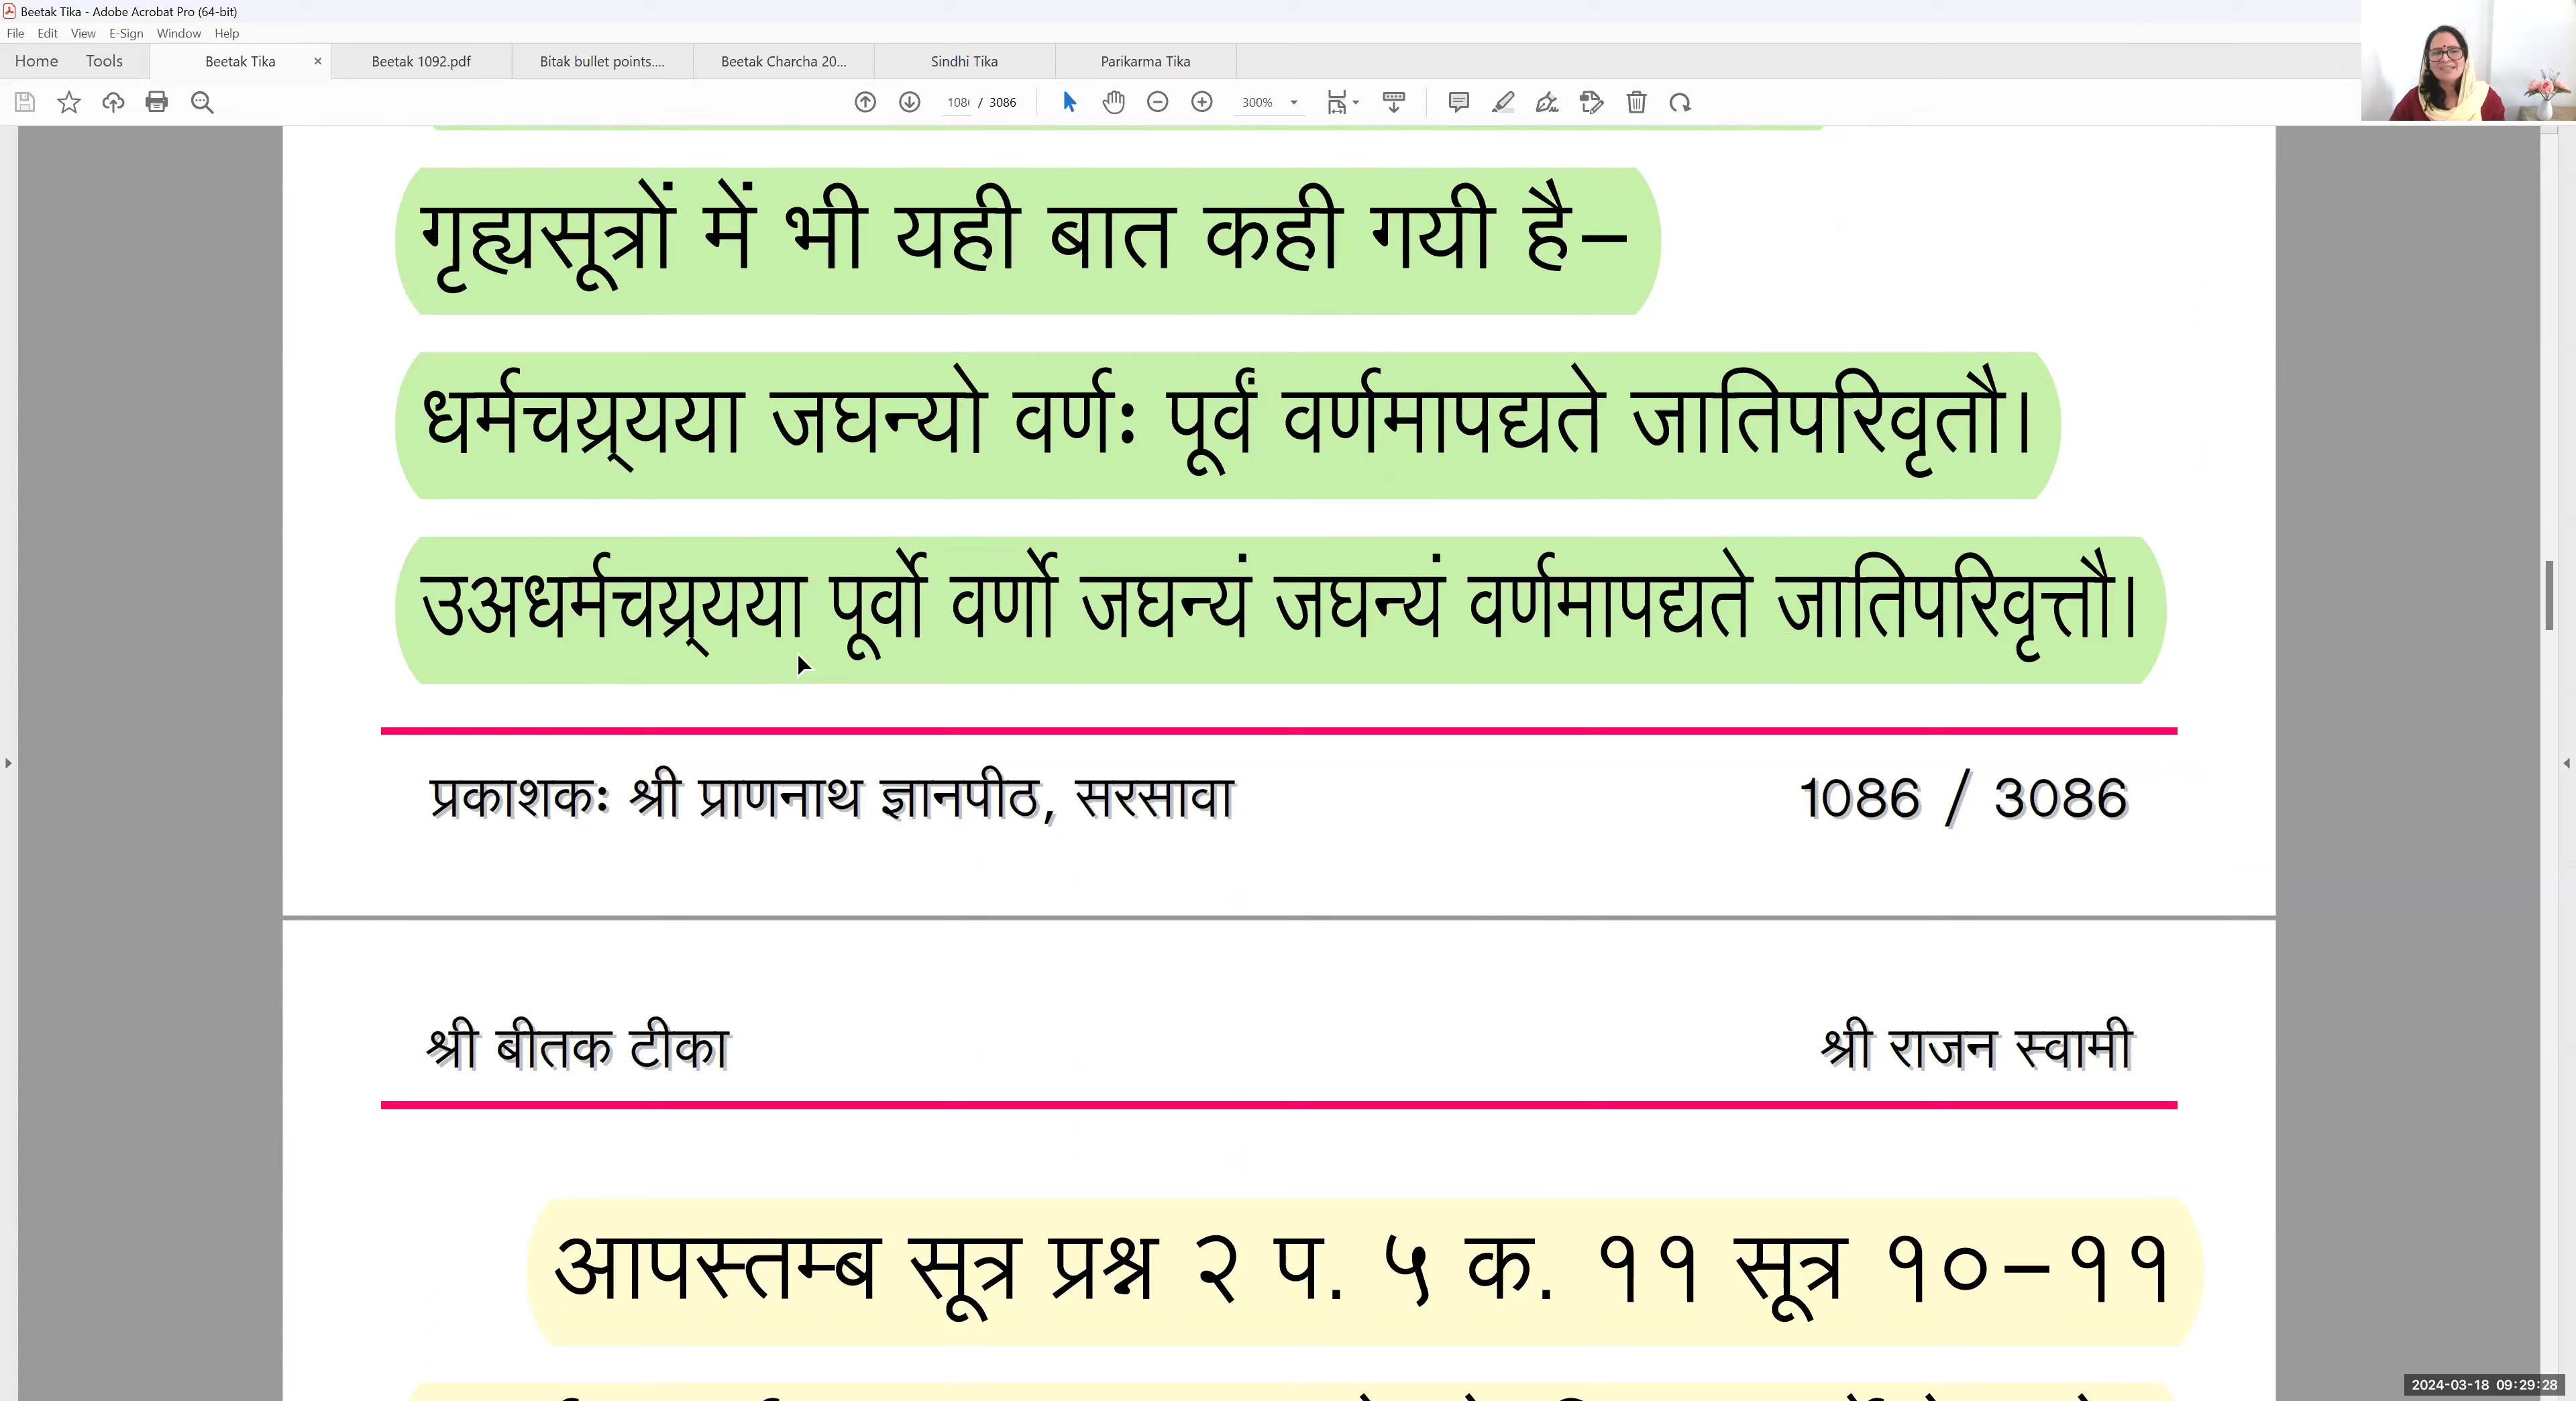 Beetak Tika - Adobe Acrobat Pro (64-bit)
File Edit View E-Sign Window Help
Home Tools Beetak Tika × Beetak 1092.pdf Bitak bullet points.... Beetak Charcha 20... Sindhi Tika Parikarma Tika
108 / 3086 300%
गृह्यसूत्रों में भी यही बात कही गयी है–
धर्मचय्र्यया जघन्यो वर्णः पूर्वं वर्णमापद्यते जातिपरिवृतौ।
उअधर्मचय्र्यया पूर्वो वर्णो जघन्यं जघन्यं वर्णमापद्यते जातिपरिवृत्तौ।
प्रकाशकः श्री प्राणनाथ ज्ञानपीठ, सरसावा 1086 / 3086
श्री बीतक टीका श्री राजन स्वामी
आपस्तम्ब सूत्र प्रश्न २ प. ५ क. ११ सूत्र १०–११
2024-03-18 09:29:28